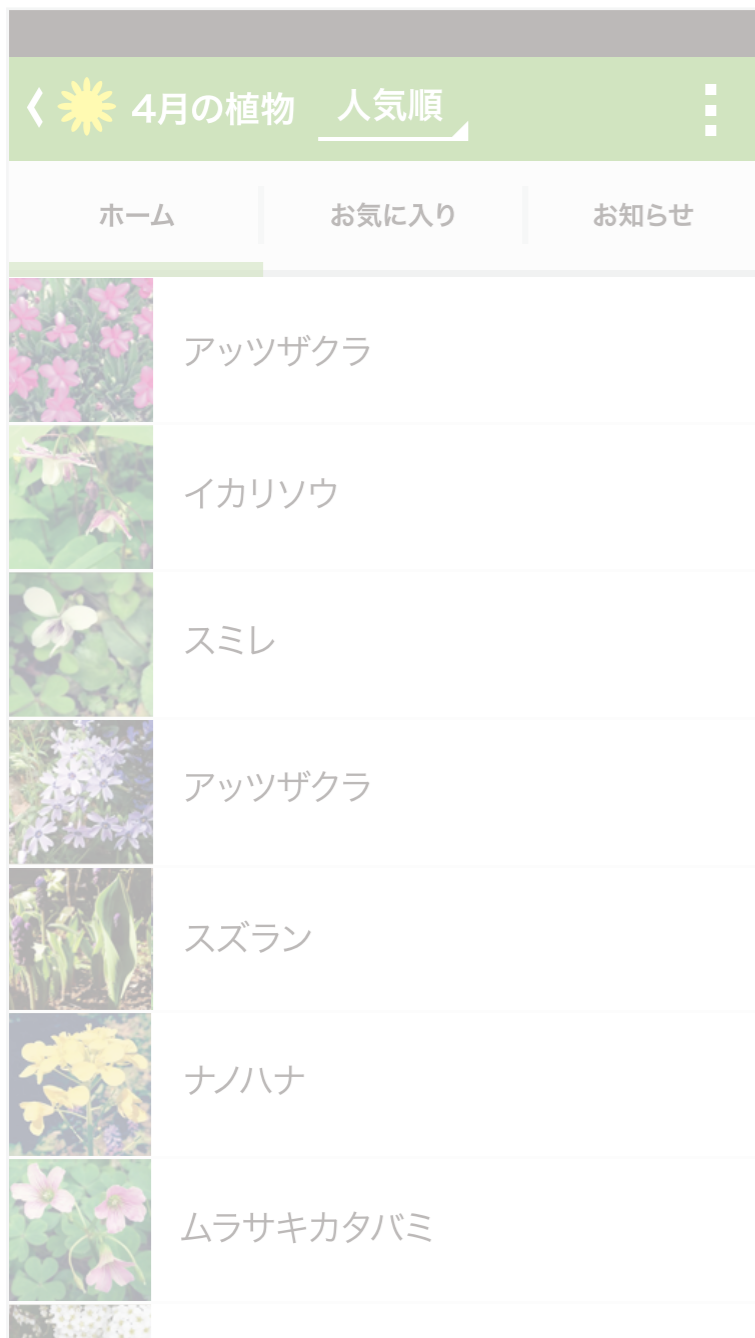 4月の植物 人気順
ホーム お気に入り お知らせ
アッツザクラ
イカリソウ
スミレ
アッツザクラ
スズラン
ナノハナ
ムラサキカタバミ